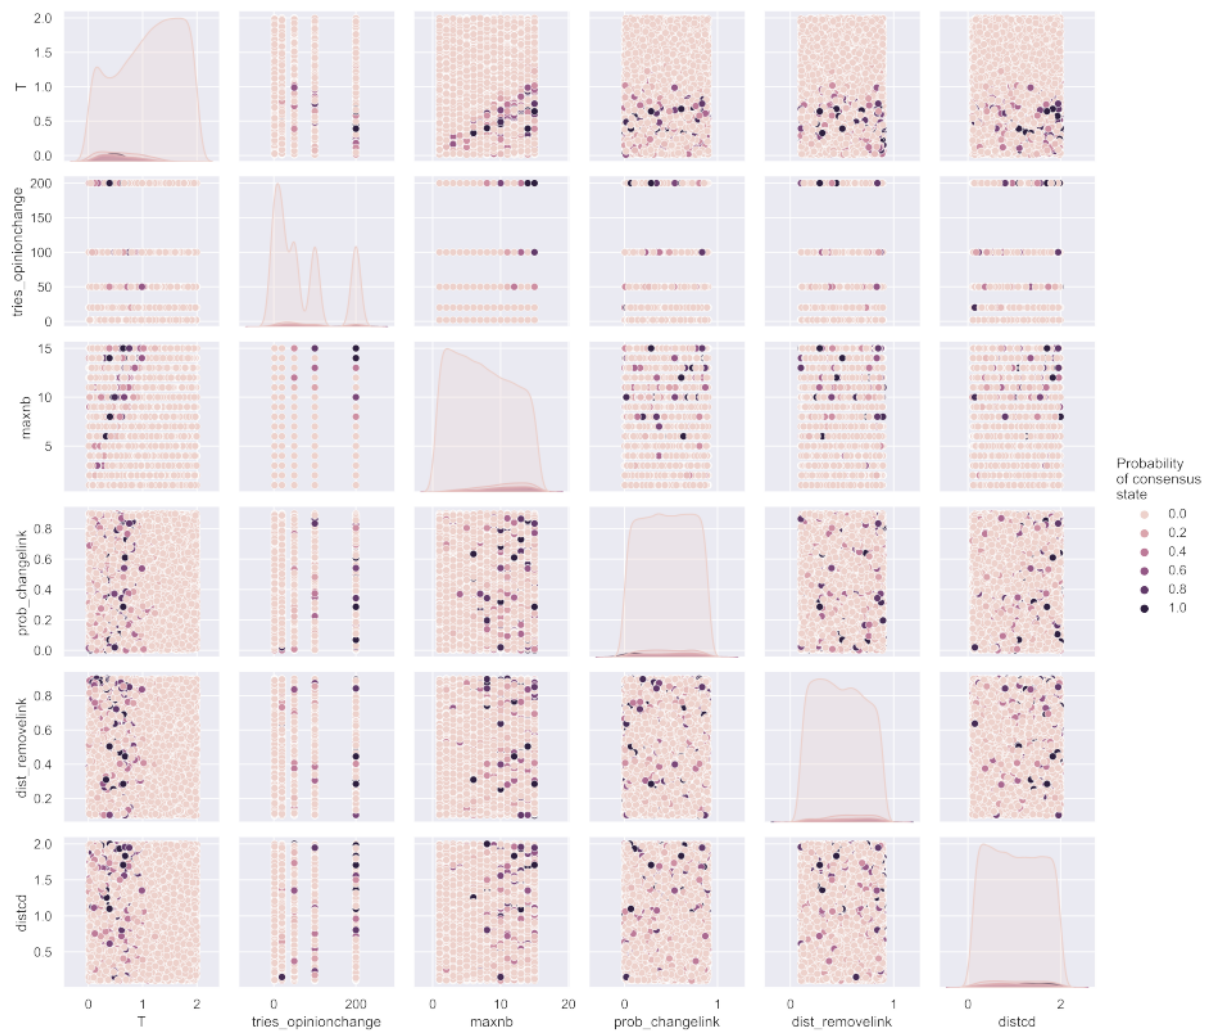 2.0
1.5
1.0
0.5
0.0
T
200
150
100
50
0
tries_opinionchange
15
10
5
maxnb
0.8
0.6
0.4
0.2
0.0
prob_changelink
0.8
0.6
0.4
0.2
dist_removelink
2.0
1.5
1.0
0.5
distcd
0 1 2
T
0 200
tries_opinionchange
0 10 20
maxnb
0 1
prob_changelink
0 1
dist_removelink
0 2
distcd
Probability
of consensus
state
0.0
0.2
0.4
0.6
0.8
1.0